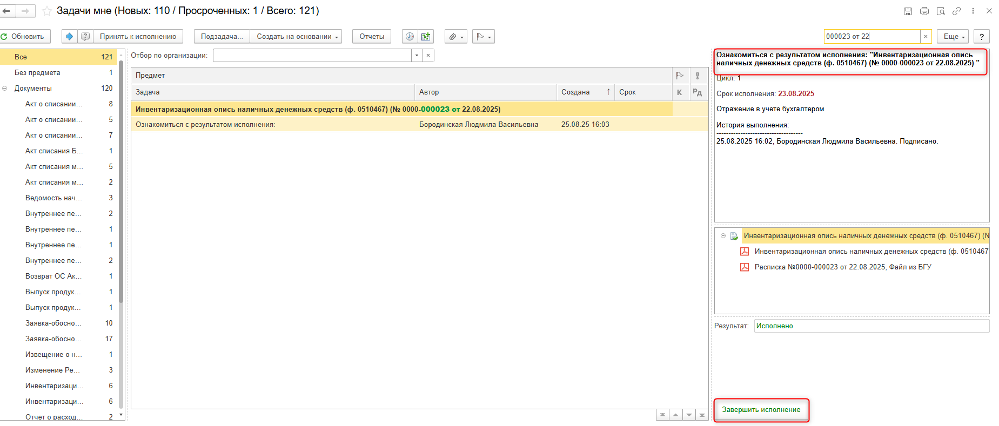 Задачи мне (Новых: 110 / Просроченных: 1 / Всего: 121)
Обновить
Принять к исполнению
Подзадача...
Создать на основании
Отчеты
000023 от 22
×
Еще
?
Все 121
Без предмета 1
Документы 120
Акт о списании... 8
Акт о списании... 5
Акт о списании... 7
Акт списания Б... 1
Акт списания м... 5
Акт списания м... 2
Ведомость нач... 3
Внутреннее пе... 2
Внутреннее пе... 1
Внутреннее пе... 1
Внутреннее пе... 2
Возврат ОС Ак... 1
Выпуск продук... 1
Выпуск продук... 1
Заявка-обосно... 10
Заявка-обосно... 17
Извещение о н... 1
Изменение Ре... 3
Инвентаризаци... 6
Инвентаризаци... 6
Отчет о расход... 2
Отбор по организации:
×
Предмет
Задача Автор Создана ↑ Срок К Рд
Инвентаризационная опись наличных денежных средств (ф. 0510467) (№ 0000-000023 от 22.08.2025)
Ознакомиться с результатом исполнения: Бородинская Людмила Васильевна 25.08.25 16:03
Ознакомиться с результатом исполнения: "Инвентаризационная опись
наличных денежных средств (ф. 0510467) (№ 0000-000023 от 22.08.2025) "
Цикл: 1
Срок исполнения: 23.08.2025
Отражение в учете бухгалтером
История выполнения:
------------------------------------
25.08.2025 16:02, Бородинская Людмила Васильевна. Подписано.
Инвентаризационная опись наличных денежных средств (ф. 0510467) (N
Инвентаризационная опись наличных денежных средств (ф. 0510467
Расписка №0000-000023 от 22.08.2025, Файл из БГУ
Результат: Исполнено
Завершить исполнение